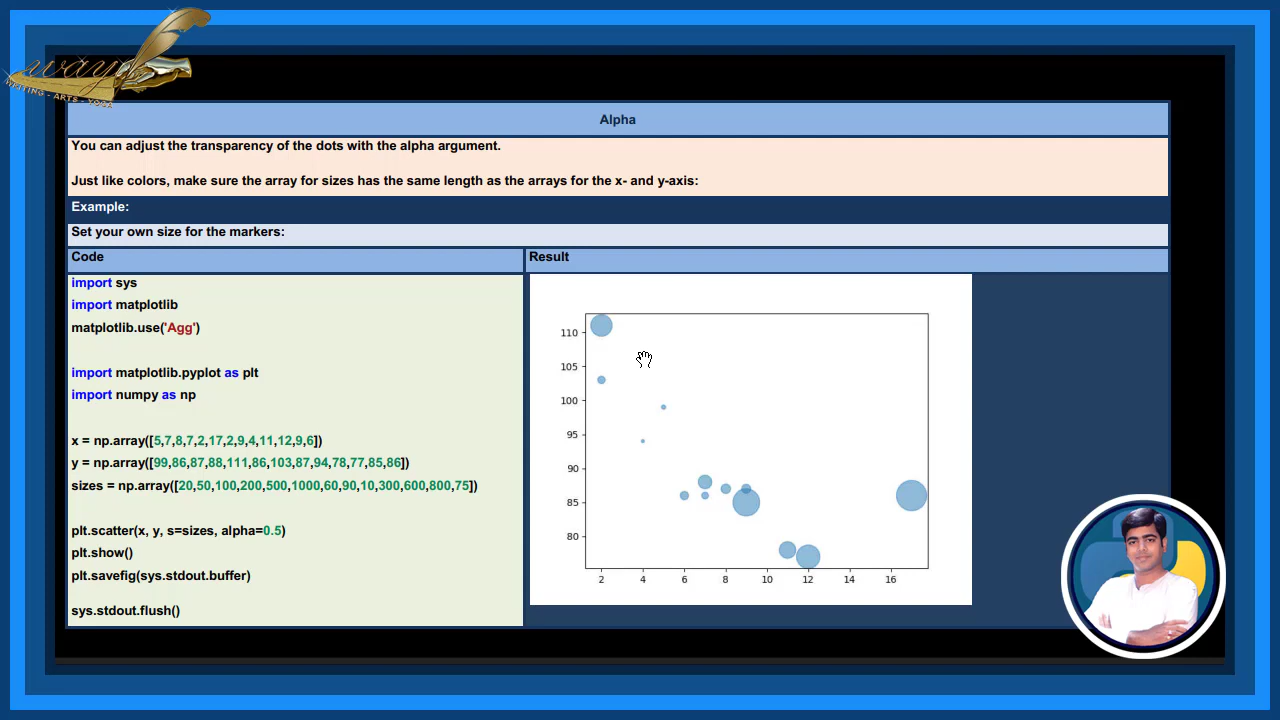 way
WRITING - ARTS - YOGA
Alpha
You can adjust the transparency of the dots with the alpha argument.
Just like colors, make sure the array for sizes has the same length as the arrays for the x- and y-axis:
Example:
Set your own size for the markers:
Code
Result
import sys
import matplotlib
matplotlib.use('Agg')
import matplotlib.pyplot as plt
import numpy as np
x = np.array([5,7,8,7,2,17,2,9,4,11,12,9,6])
y = np.array([99,86,87,88,111,86,103,87,94,78,77,85,86])
sizes = np.array([20,50,100,200,500,1000,60,90,10,300,600,800,75])
plt.scatter(x, y, s=sizes, alpha=0.5)
plt.show()
plt.savefig(sys.stdout.buffer)
sys.stdout.flush()
110
105
100
95
90
85
80
2 4 6 8 10 12 14 16